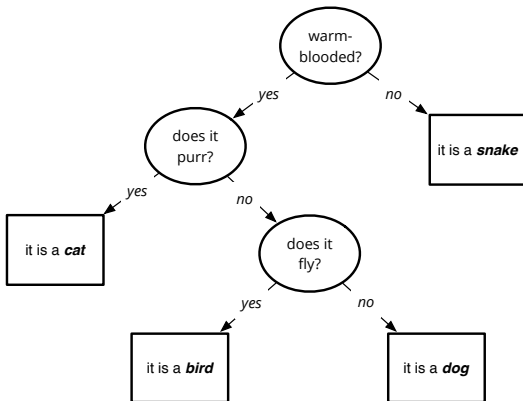 warm-
blooded?
yes
no
does it
purr?
it is a snake
yes
no
it is a cat
does it
fly?
yes
no
it is a bird
it is a dog